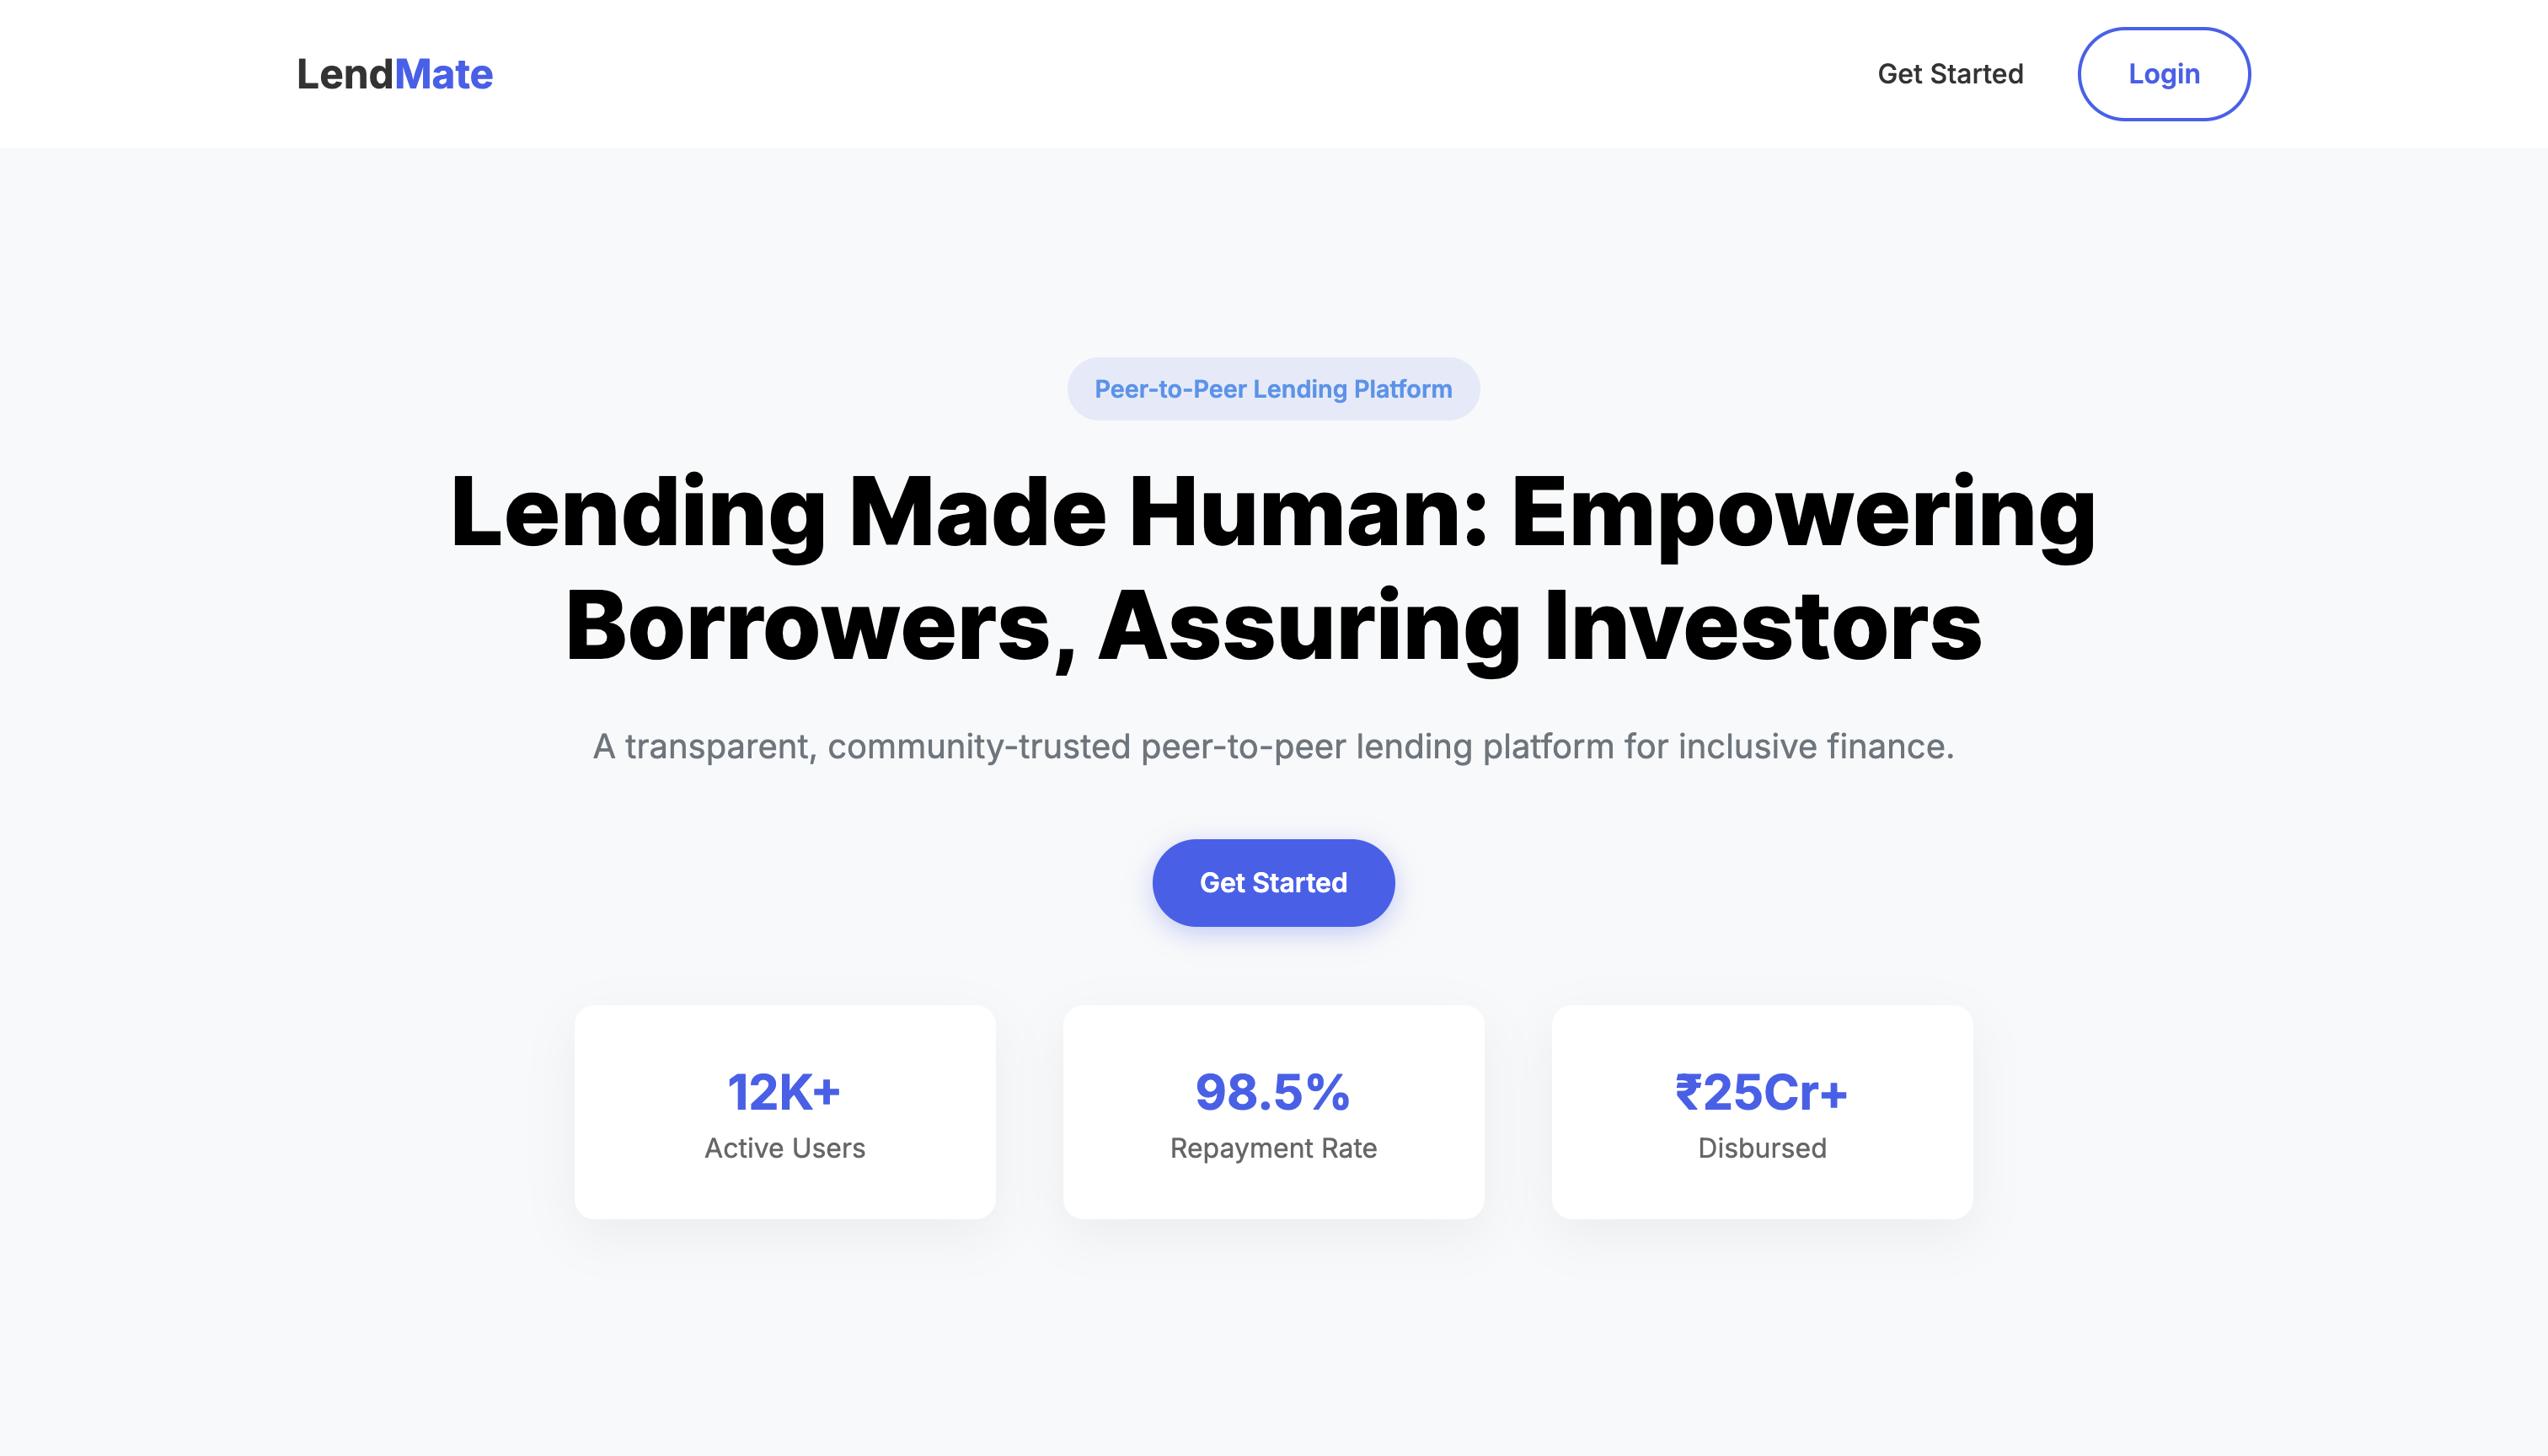 LendMate
Get Started
Login
Peer-to-Peer Lending Platform
Lending Made Human: Empowering
Borrowers, Assuring Investors
A transparent, community-trusted peer-to-peer lending platform for inclusive finance.
Get Started
12K+
Active Users
98.5%
Repayment Rate
₹25Cr+
Disbursed